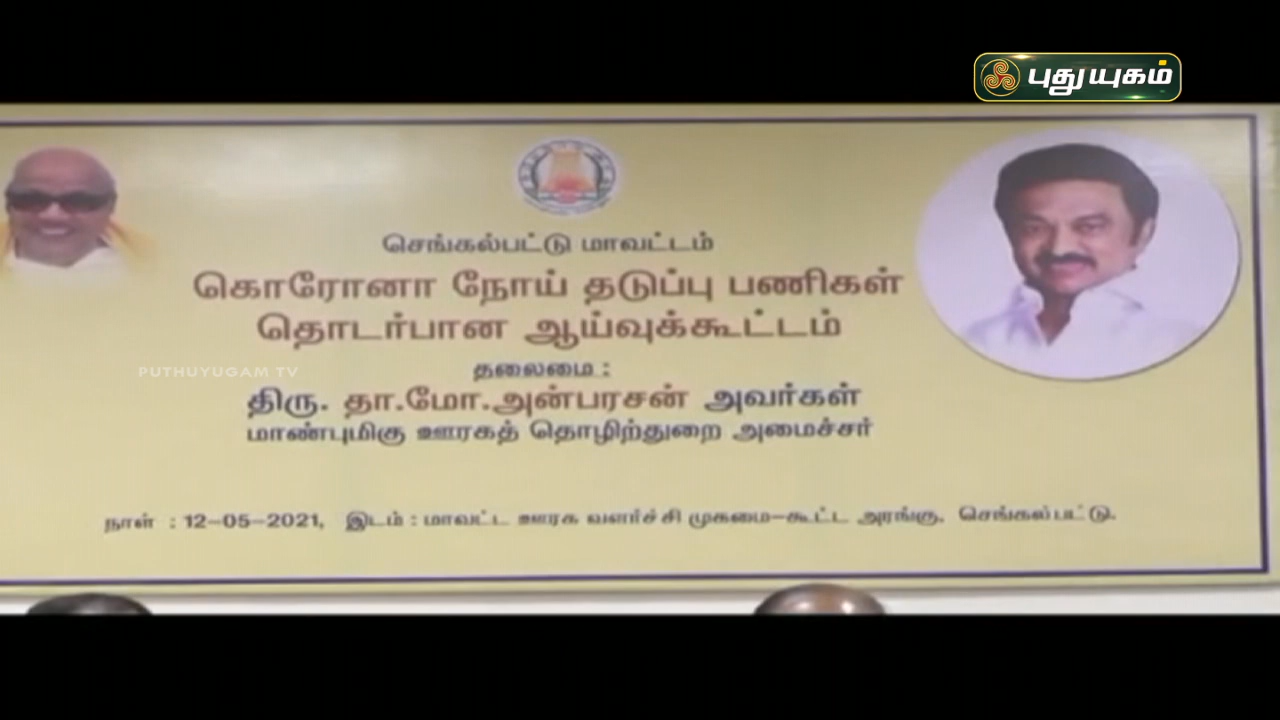 புதுயுகம்
செங்கல்பட்டு மாவட்டம்
கொரோனா நோய் தடுப்பு பணிகள்
தொடர்பான ஆய்வுக்கூட்டம்
PUTHUYUGAM TV
தலைமை :
திரு. தா.மோ.அன்பரசன் அவர்கள்
மாண்புமிகு ஊரகத் தொழிற்துறை அமைச்சர்
நாள் : 12-05-2021, இடம் : மாவட்ட ஊரக வளர்ச்சி முகமை-கூட்ட அரங்கு, செங்கல்பட்டு.